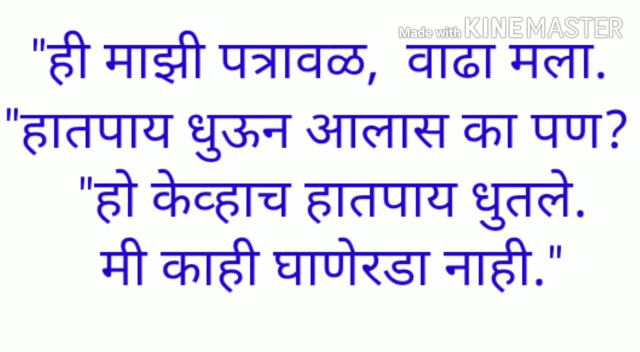 Made with KINEMASTER
"ही माझी पत्रावळ, वाढा मला.
"हातपाय धुऊन आलास का पण?
"हो केव्हाच हातपाय धुतले.
मी काही घाणेरडा नाही."